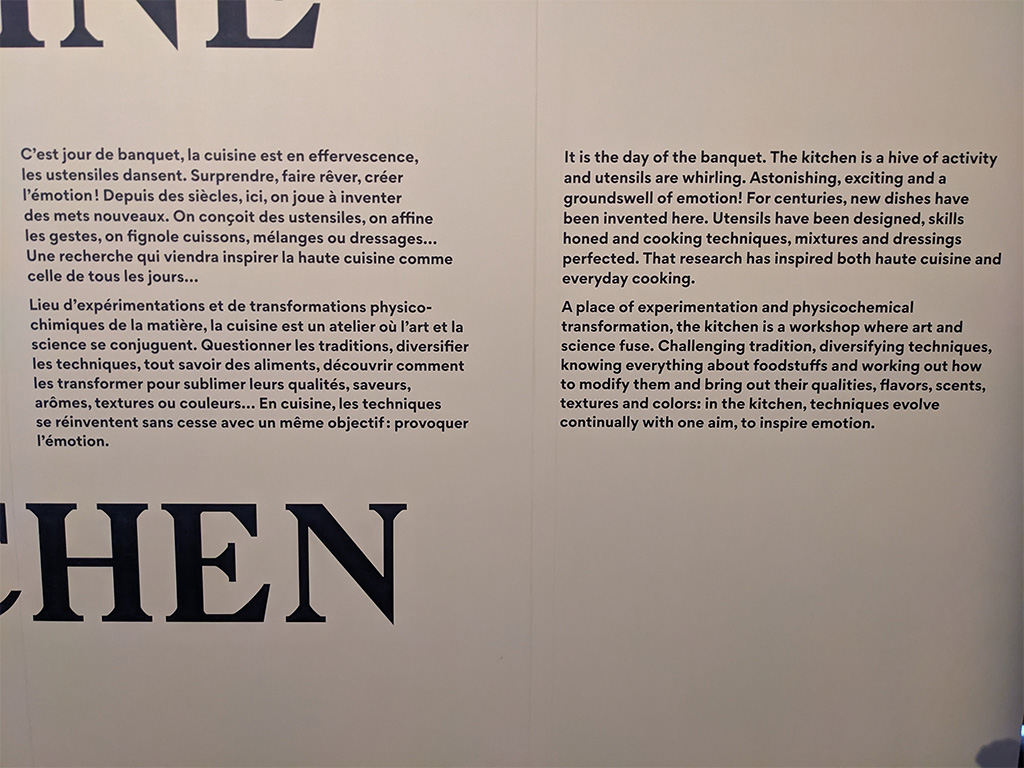 INE
C'est jour de banquet, la cuisine est en effervescence,
les ustensiles dansent. Surprendre, faire rêver, créer
l'émotion ! Depuis des siècles, ici, on joue à inventer
des mets nouveaux. On conçoit des ustensiles, on affine
les gestes, on fignole cuissons, mélanges ou dressages...
Une recherche qui viendra inspirer la haute cuisine comme
celle de tous les jours...
Lieu d'expérimentations et de transformations physico-
chimiques de la matière, la cuisine est un atelier où l'art et la
science se conjuguent. Questionner les traditions, diversifier
les techniques, tout savoir des aliments, découvrir comment
les transformer pour sublimer leurs qualités, saveurs,
arômes, textures ou couleurs... En cuisine, les techniques
se réinventent sans cesse avec un même objectif : provoquer
l'émotion.
CHEN
It is the day of the banquet. The kitchen is a hive of activity
and utensils are whirling. Astonishing, exciting and a
groundswell of emotion! For centuries, new dishes have
been invented here. Utensils have been designed, skills
honed and cooking techniques, mixtures and dressings
perfected. That research has inspired both haute cuisine and
everyday cooking.
A place of experimentation and physicochemical
transformation, the kitchen is a workshop where art and
science fuse. Challenging tradition, diversifying techniques,
knowing everything about foodstuffs and working out how
to modify them and bring out their qualities, flavors, scents,
textures and colors: in the kitchen, techniques evolve
continually with one aim, to inspire emotion.